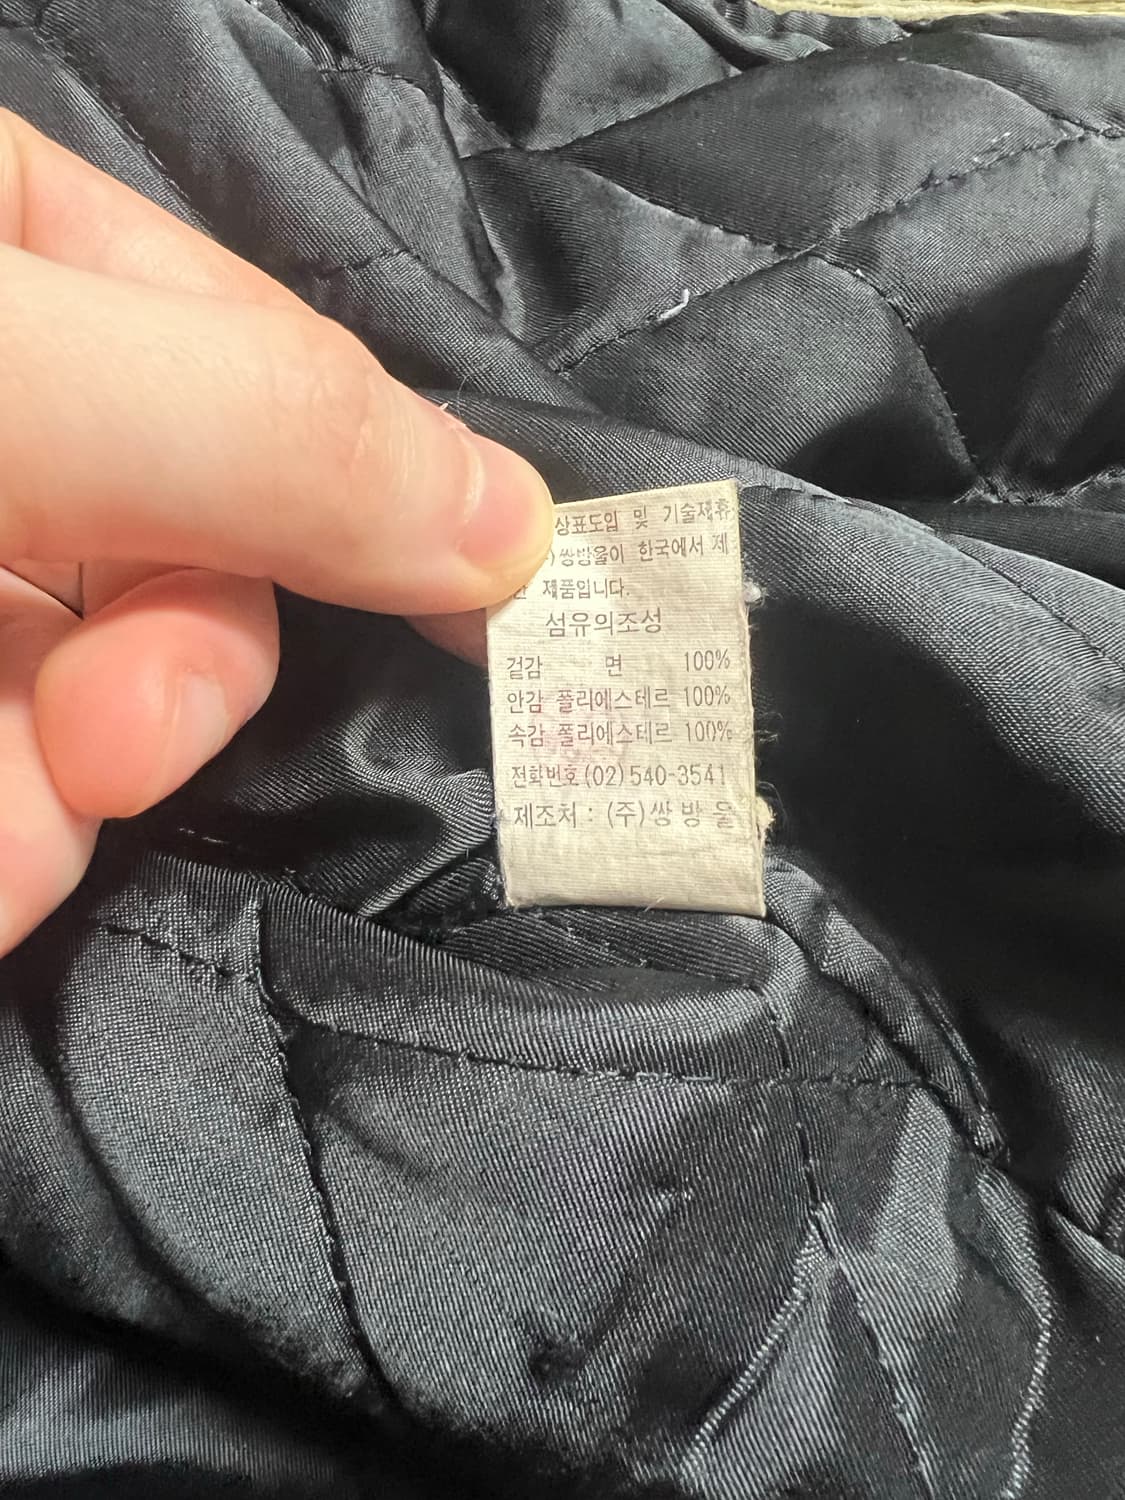 상표도입 및 기술제휴
)쌍방울이 한국에서 제
제품입니다.
섬유의조성
겉감 면 100%
안감 폴리에스테르 100%
속감 폴리에스테르 100%
전화번호(02)540-3541
제조처 : (주)쌍방울